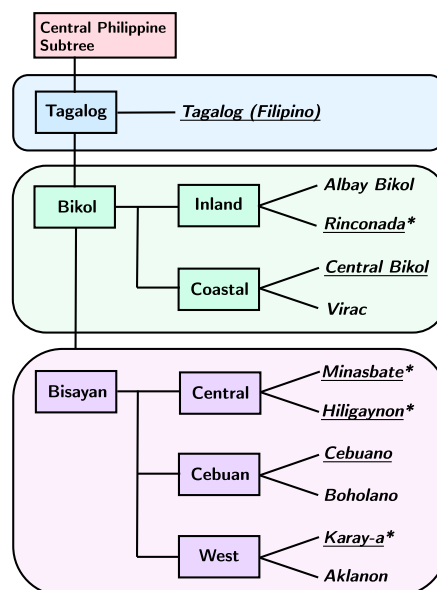 Central Philippine
Subtree
Tagalog
Tagalog (Filipino)
Bikol
Inland
Albay Bikol
Rinconada*
Coastal
Central Bikol
Virac
Bisayan
Central
Minasbate*
Hiligaynon*
Cebuan
Cebuano
Boholano
West
Karay-a*
Aklanon